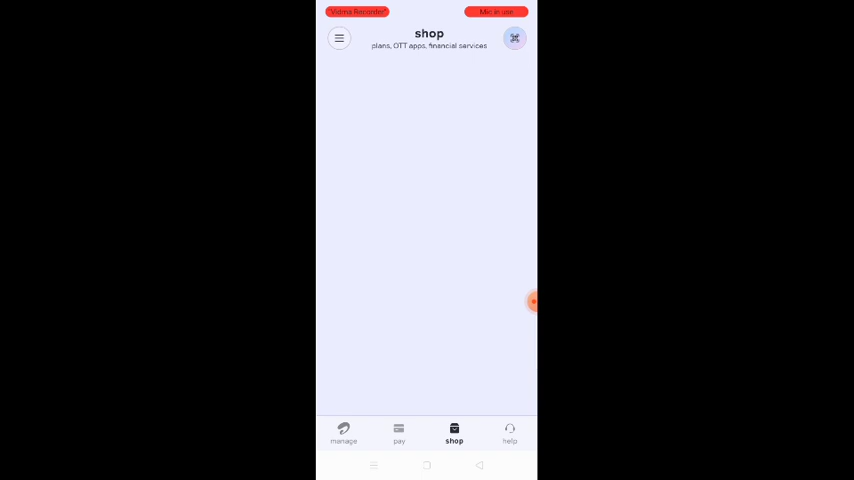 Vidma Recorder
Mic in use
shop
plans, OTT apps, financial services
manage
pay
shop
help